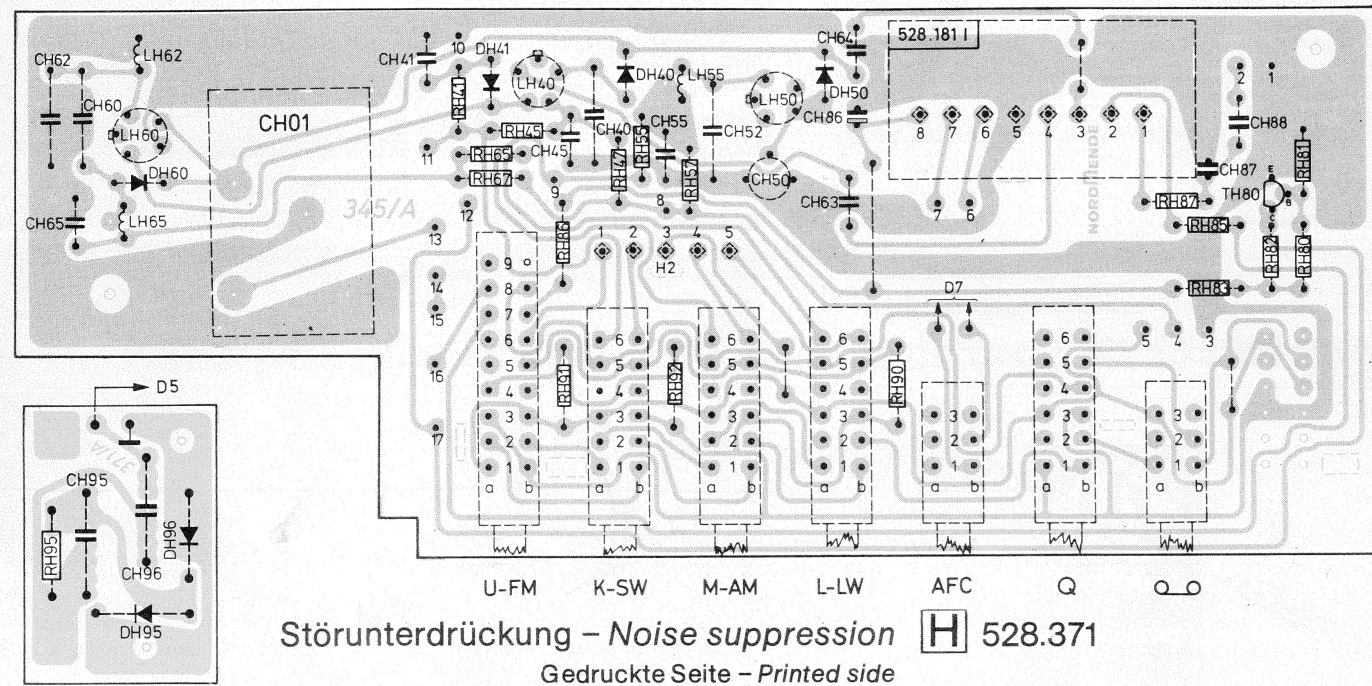 CH62
LH62
CH41
10
DH41
LH40
DH40
LH55
CH64
528.181 I
2
1
CH60
LH60
CH01
RH41
RH45
CH45
CH40
CH55
RH55
RH47
RH57
CH52
LH50
DH50
CH86
8
7
6
5
4
3
2
1
CH88
RH81
DH60
11
RH65
RH67
9
8
CH50
CH63
7
6
NORDMENDE
CH87
RH87
TH80
E
B
C
CH65
LH65
345/A
12
13
RH86
1
2
3
4
5
H2
RH85
RH82
RH80
RH83
14
15
16
17
9
8
7
6
5
4
3
2
1
a
b
RH91
6
5
4
3
2
1
a
b
RH92
6
5
4
3
2
1
a
b
6
5
4
3
2
1
a
b
RH90
D7
3
2
1
a
b
6
5
4
3
2
1
a
b
5
4
3
3
2
1
a
b
D5
371/A
CH95
RH95
CH96
DH96
DH95
U-FM K-SW M-AM L-LW AFC Q
Störunterdrückung – Noise suppression H 528.371
Gedruckte Seite – Printed side